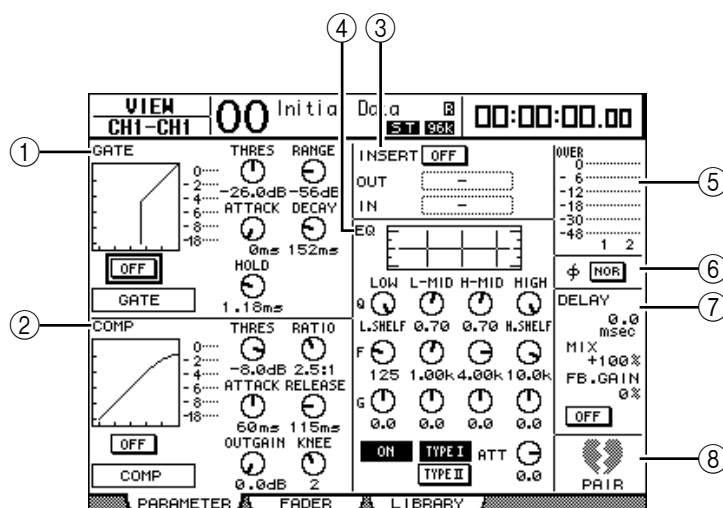 ④ ③
VIEW
CH1-CH1
00 Initial Data R
ST 96K
00:00:00.00
①
GATE
THRES RANGE
0
-2
-4
-6
-8
-18
-26.0dB -56dB
ATTACK DECAY
0ms 152ms
HOLD
1.18ms
OFF
GATE
②
COMP
THRES RATIO
0
-2
-4
-6
-8
-18
-8.0dB 2.5:1
ATTACK RELEASE
60ms 115ms
OUTGAIN KNEE
0.0dB 2
OFF
COMP
INSERT OFF
OUT -
IN -
EQ
LOW L-MID H-MID HIGH
Q
L.SHELF 0.70 0.70 H.SHELF
F
125 1.00k 4.00k 10.0k
G
0.0 0.0 0.0 0.0
ON TYPE I ATT
TYPE II 0.0
OVER
0
-6
-12
-18
-30
-48
1 2
⑤
ϕ NOR
⑥
DELAY
⑦
0.0
msec
MIX
+100%
FB.GAIN
0%
OFF
PAIR
⑧
PARAMETER FADER LIBRARY